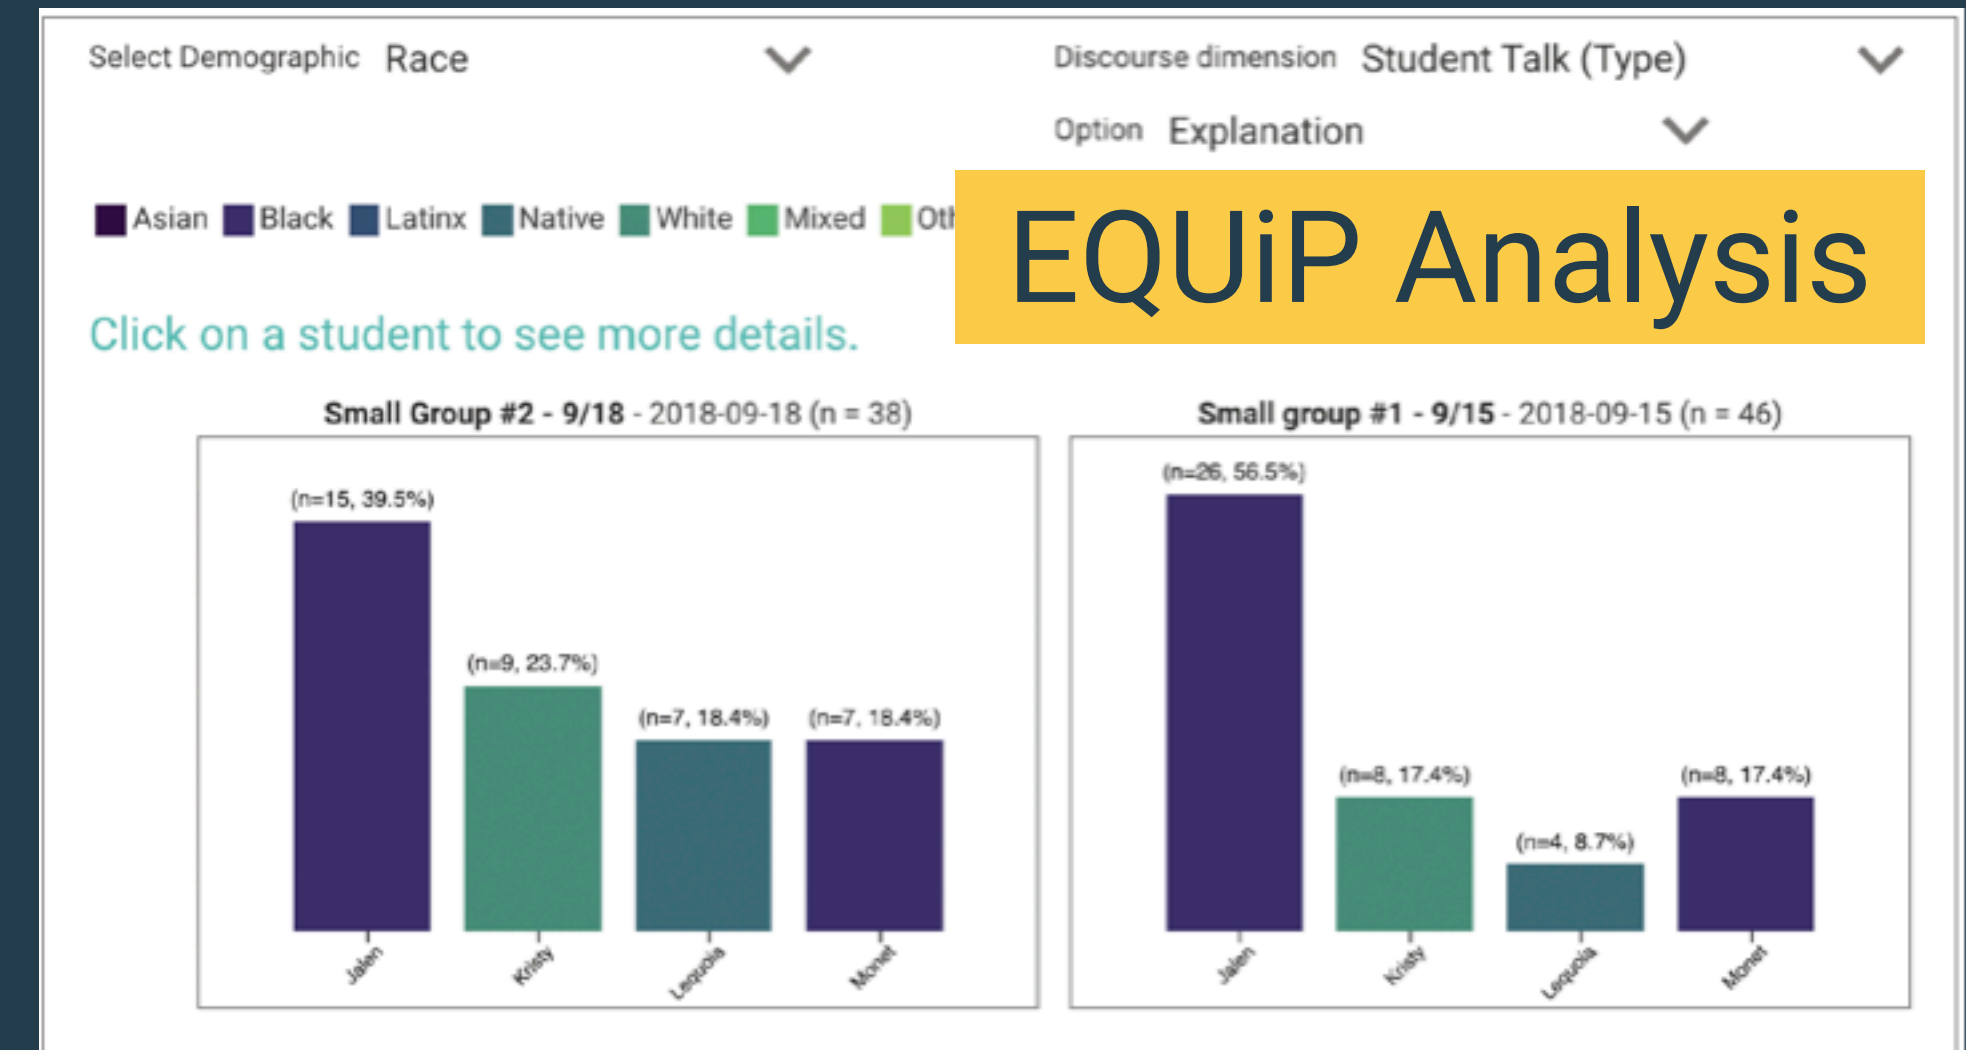 Select Demographic Race
Discourse dimension Student Talk (Type)
Option Explanation
Asian Black Latinx Native White Mixed
EQUiP Analysis
Click on a student to see more details.
Small Group #2 - 9/18 - 2018-09-18 (n = 38)
(n=15, 39.5%)
(n=9, 23.7%)
(n=7, 18.4%)
(n=7, 18.4%)
Jalen
Kristy
Lequoia
Monet
Small group #1 - 9/15 - 2018-09-15 (n = 46)
(n=26, 56.5%)
(n=8, 17.4%)
(n=4, 8.7%)
(n=8, 17.4%)
Jalen
Kristy
Lequoia
Monet